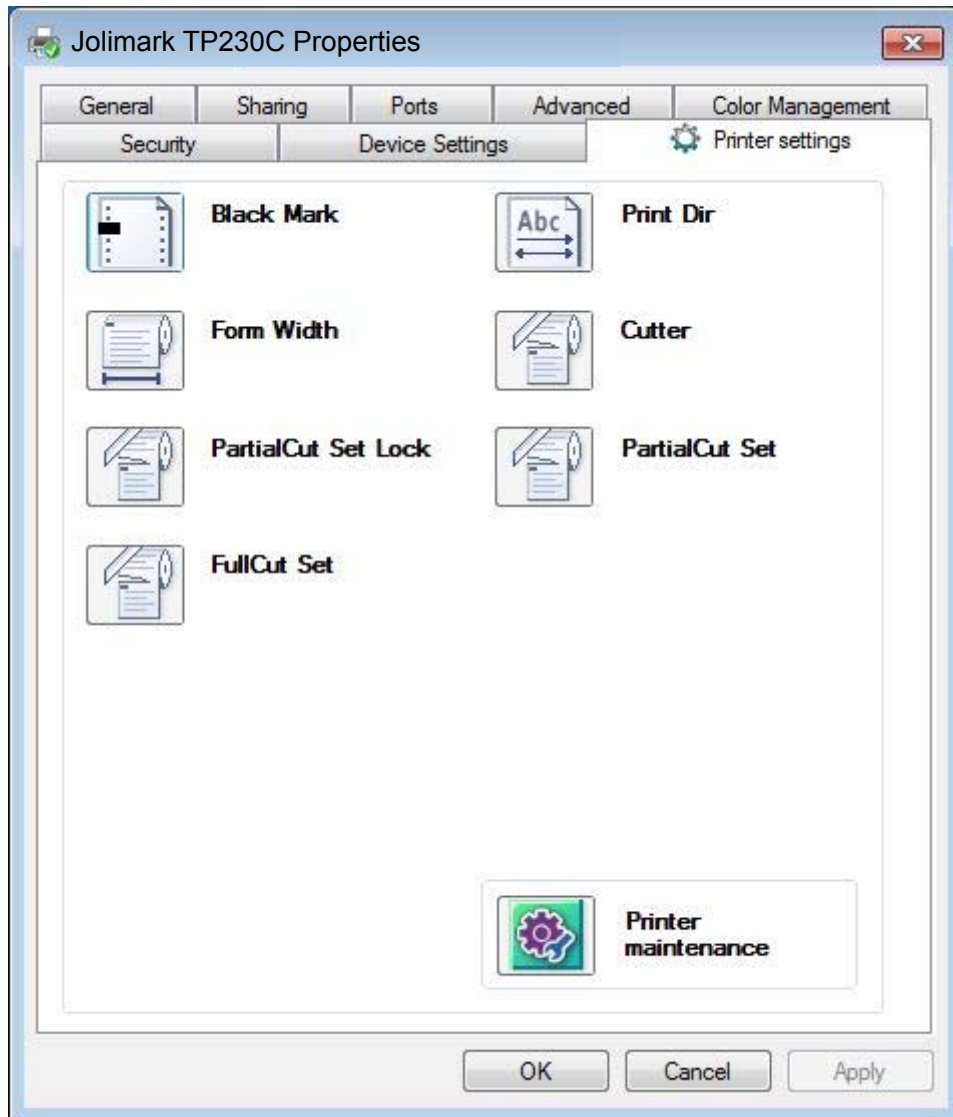 Jolimark TP230C Properties
General Sharing Ports Advanced Color Management
Security Device Settings Printer settings
Black Mark
Abc
Print Dir
Form Width
Cutter
PartialCut Set Lock
PartialCut Set
FullCut Set
Printer
maintenance
OK Cancel Apply